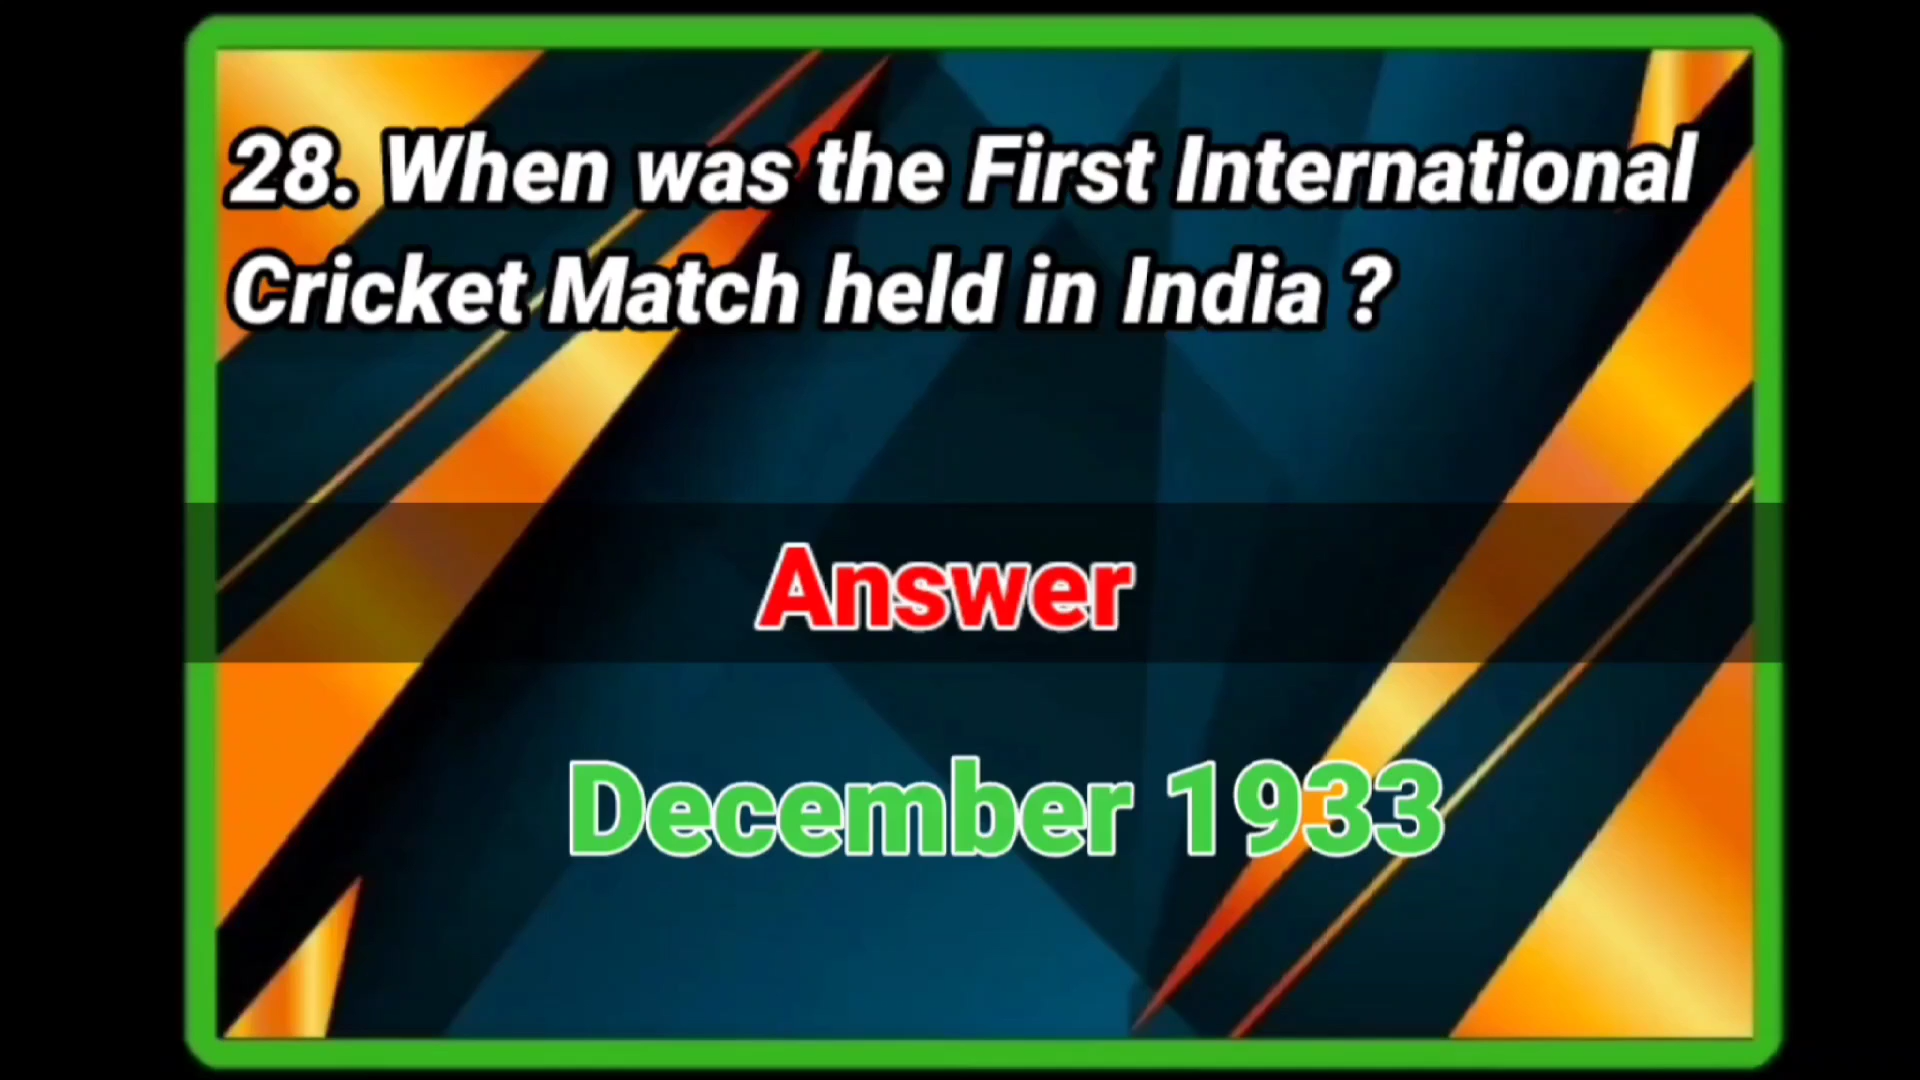 28. When was the First International
Cricket Match held in India ?
Answer
December 1933